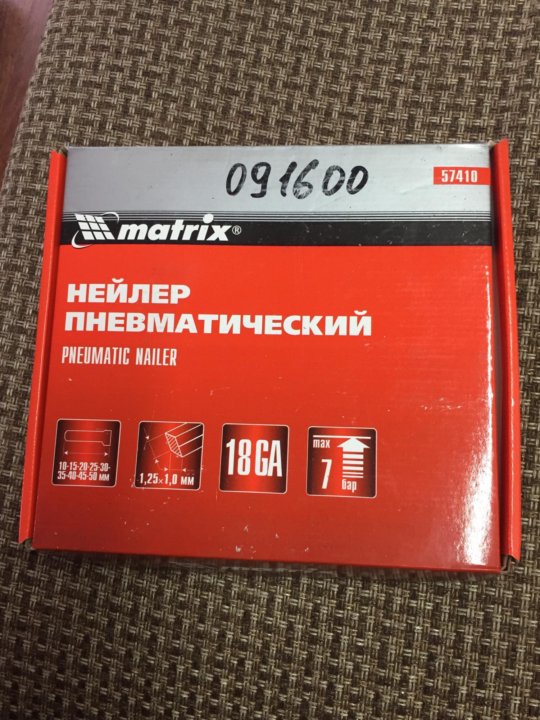 091600
57410
matrix®
НЕЙЛЕР
ПНЕВМАТИЧЕСКИЙ
PNEUMATIC NAILER
10-15-20-25-30-
35-40-45-50 мм
1,25×1,0 мм
18GA
max
7
бар